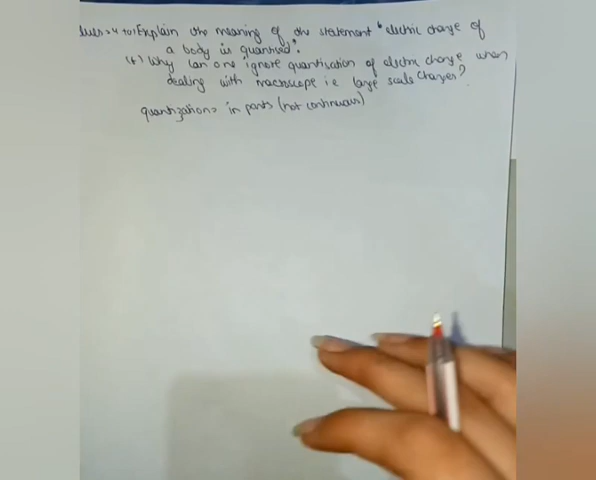 Ques=4 (a) Explain the meaning of the statement "electric charge of
a body is quantised".
(b) Why can one ignore quantisation of electric charge when
dealing with macroscopic i.e large scale charges?
quantization = in parts (not continuous)